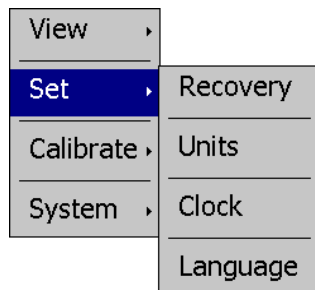 View
Set
Calibrate
System
Recovery
Units
Clock
Language